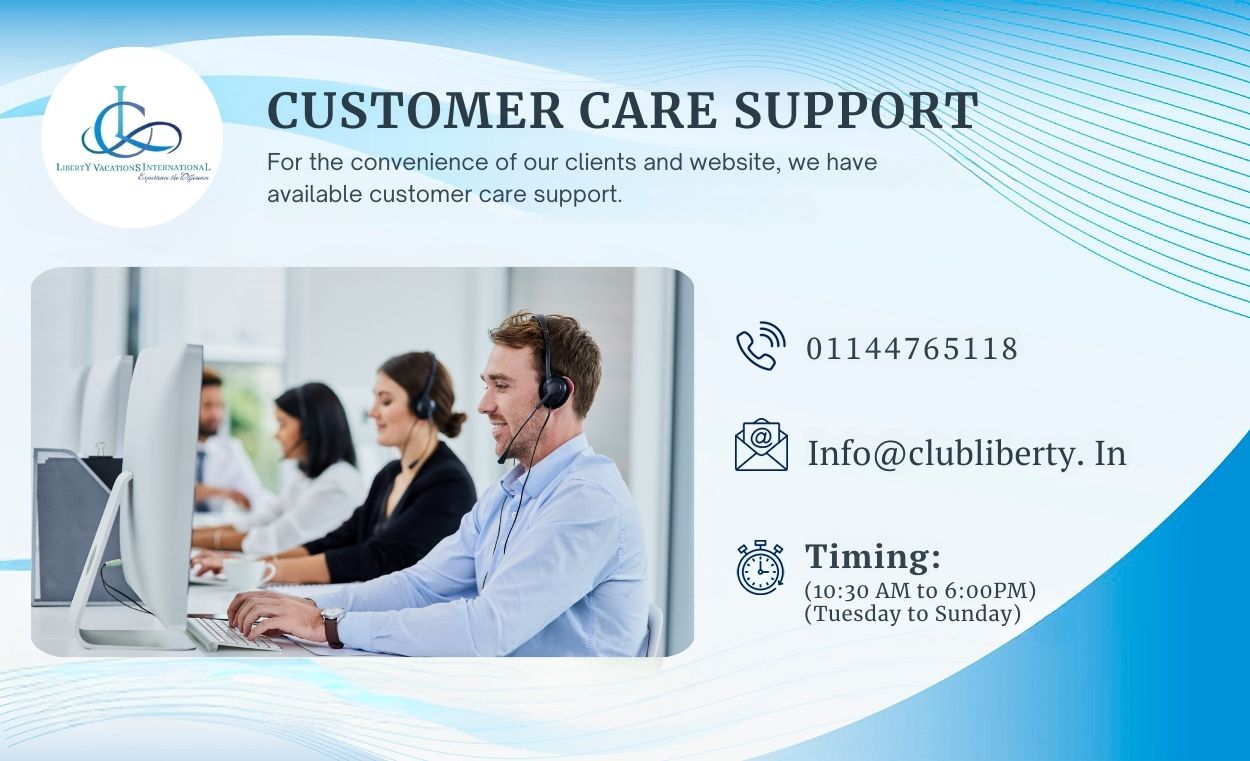 LIBERTY VACATIONS INTERNATIONAL
Experience the Difference
CUSTOMER CARE SUPPORT
For the convenience of our clients and website, we have
available customer care support.
01144765118
Info@clubliberty. In
Timing:
(10:30 AM to 6:00PM)
(Tuesday to Sunday)